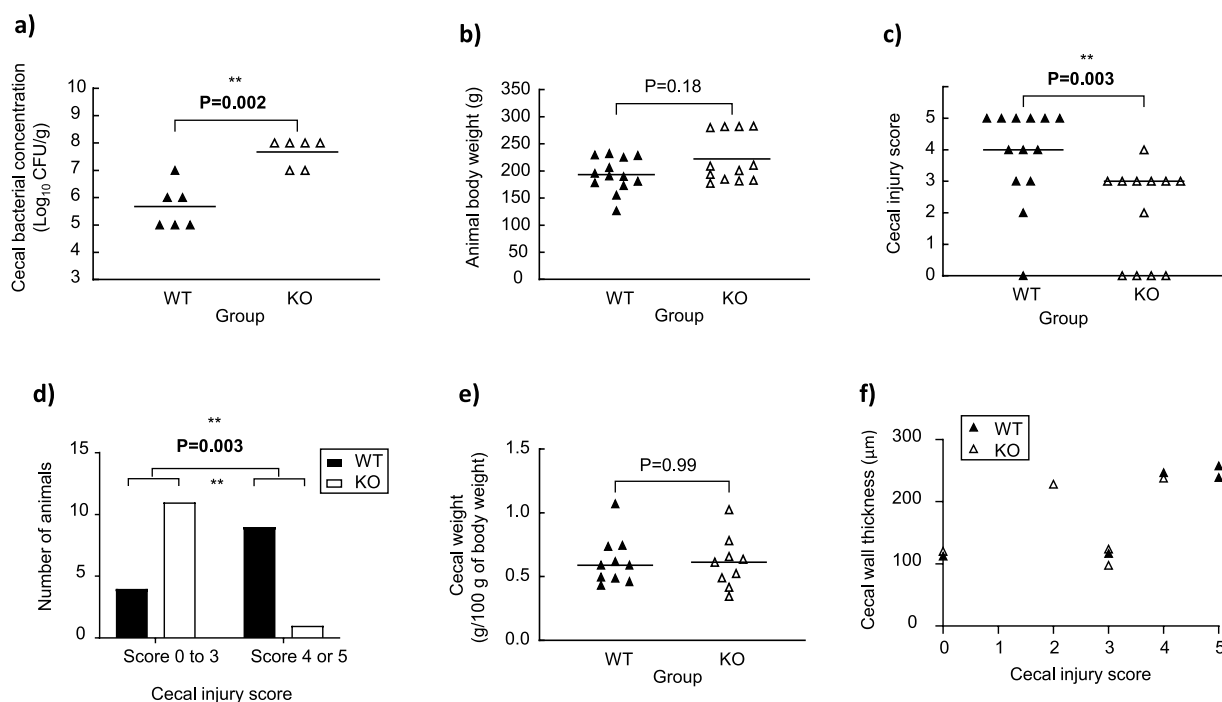 a)
Cecal bacterial concentration
(Log₁₀ CFU/g)
10
9
8
7
6
5
4
3
**
P=0.002
WT
KO
Group
b)
Animal body weight (g)
350
300
250
200
150
100
50
0
P=0.18
WT
KO
Group
c)
Cecal injury score
5
4
3
2
0
**
P=0.003
WT
KO
Group
d)
Number of animals
15
10
5
0
**
P=0.003
**
WT
KO
Score 0 to 3
Score 4 or 5
Cecal injury score
e)
Cecal weight
(g/100 g of body weight)
1.5
1.0
0.5
0.0
P=0.99
WT
KO
Group
f)
Cecal wall thickness (µm)
300
200
100
0
WT
KO
0 1 2 3 4 5
Cecal injury score